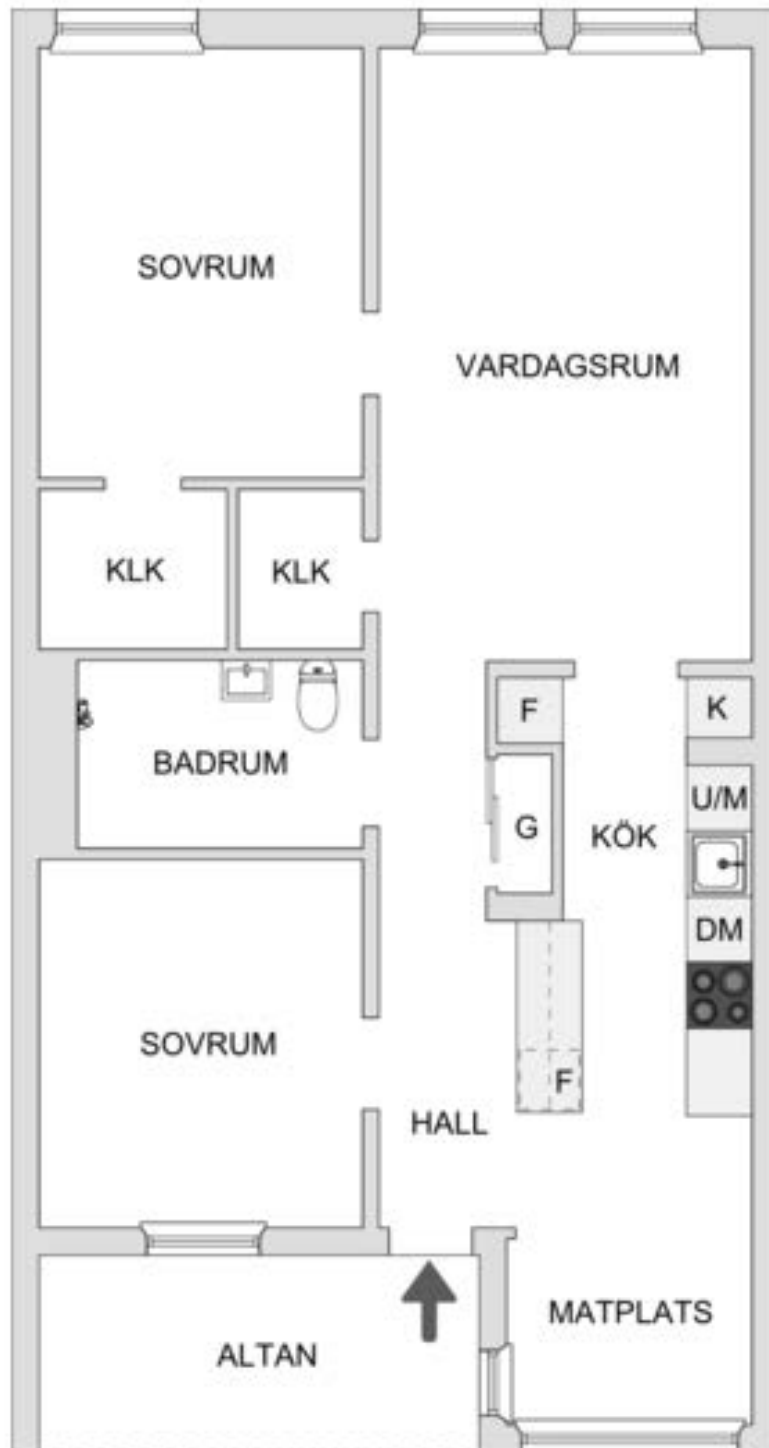 SOVRUM
VARDAGSRUM
KLK
KLK
F
K
BADRUM
U/M
G
KÖK
DM
SOVRUM
F
HALL
MATPLATS
ALTAN